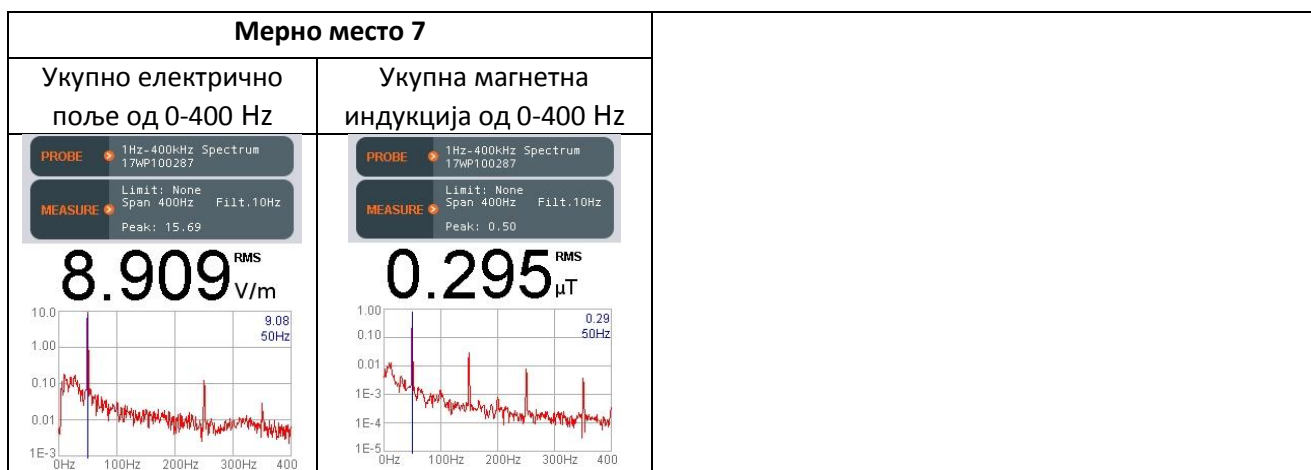 Мерно место 7
Укупно електрично
поље од 0-400 Hz
PROBE
1Hz-400kHz Spectrum
17WP100287
MEASURE
Limit: None
Span 400Hz Filt.10Hz
Peak: 15.69
8.909 RMS
V/m
10.0
1.00
0.10
0.01
1E-3
9.08
50Hz
0Hz 100Hz 200Hz 300Hz 400
Укупна магнетна
индукција од 0-400 Hz
PROBE
1Hz-400kHz Spectrum
17WP100287
MEASURE
Limit: None
Span 400Hz Filt.10Hz
Peak: 0.50
0.295 RMS
µT
1.00
0.10
0.01
1E-3
1E-4
1E-5
0.29
50Hz
0Hz 100Hz 200Hz 300Hz 400